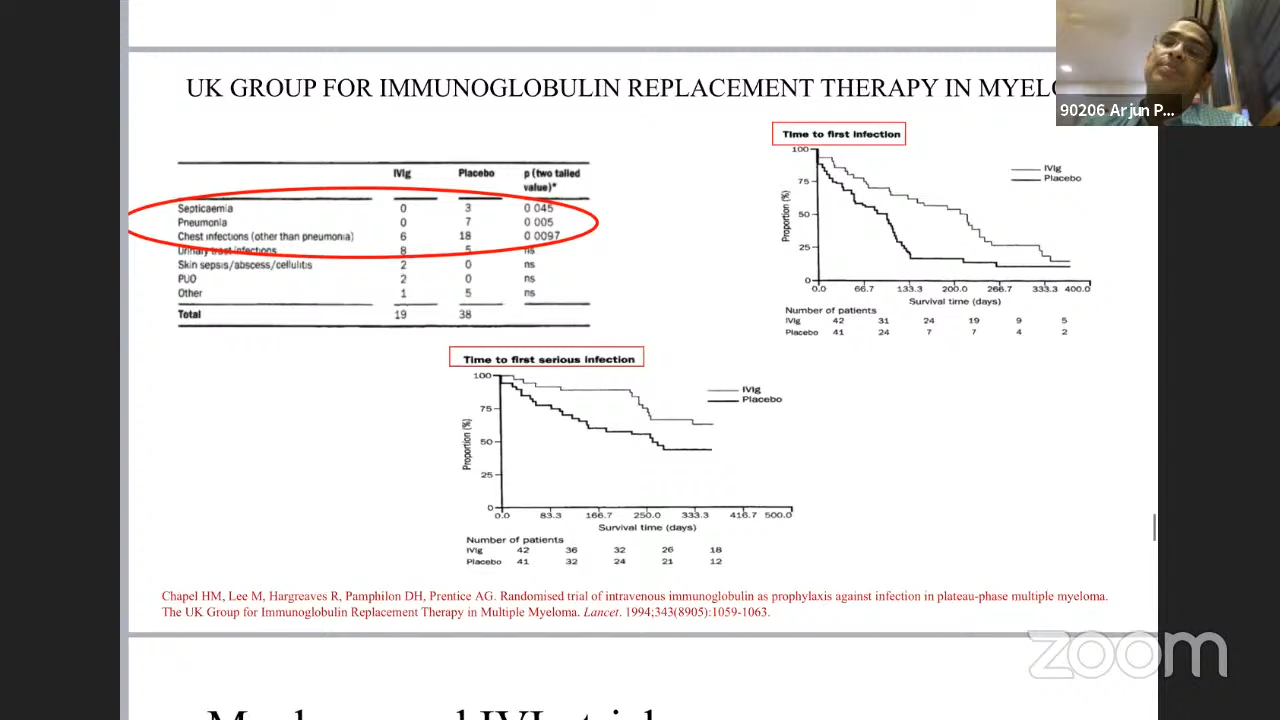 UK GROUP FOR IMMUNOGLOBULIN REPLACEMENT THERAPY IN MYELO
90206 Arjun P...
IVIg Placebo p (two tailed
value)*
Septicaemia 0 3 0 045
Pneumonia 0 7 0 005
Chest infections (other than pneumonia) 6 18 0 0097
Urinary tract infections 8 5 ns
Skin sepsis/abscess/cellulitis 2 0 ns
PUO 2 0 ns
Other 1 5 ns
Total 19 38
Time to first infection
100
75
50
25
0
Proportion (%)
IVIg
Placebo
0.0 66.7 133.3 200.0 266.7 333.3 400.0
Survival time (days)
Number of patients
IVIg 42 31 24 19 9 5
Placebo 41 24 7 7 4 2
Time to first serious infection
100
75
50
25
0
Proportion (%)
IVIg
Placebo
0.0 83.3 166.7 250.0 333.3 416.7 500.0
Survival time (days)
Number of patients
IVIg 42 36 32 26 18
Placebo 41 32 24 21 12
Chapel HM, Lee M, Hargreaves R, Pamphilon DH, Prentice AG. Randomised trial of intravenous immunoglobulin as prophylaxis against infection in plateau-phase multiple myeloma.
The UK Group for Immunoglobulin Replacement Therapy in Multiple Myeloma. Lancet. 1994;343(8905):1059-1063.
zoom